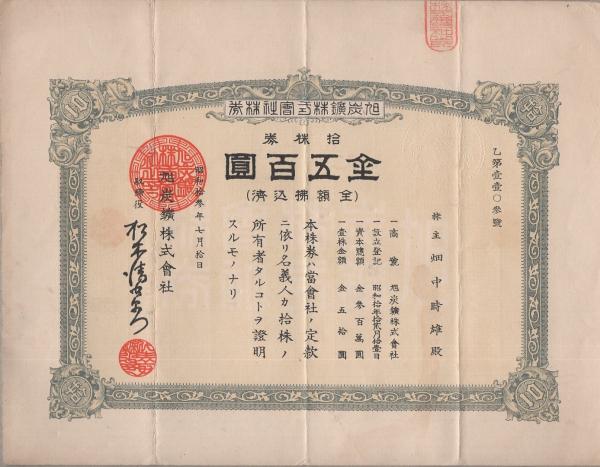 旭炭鑛株式會社株券
拾株券
金五百圓
(全額拂込濟)
乙第壹壹〇參號
株主 畑中時雄殿
一商號 旭炭鑛株式會社
一設立登記 昭和拾年拾貳月拾壹日
一資本總額 金參百萬圓
一壹株金額 金五拾圓
本株券ハ當會社ノ定款
ニ依リ名義人カ拾株ノ
所有者タルコトヲ證明
スルモノナリ
昭和拾參年七月拾日
旭炭鑛株式會社
取締役
拾
拾
拾
拾